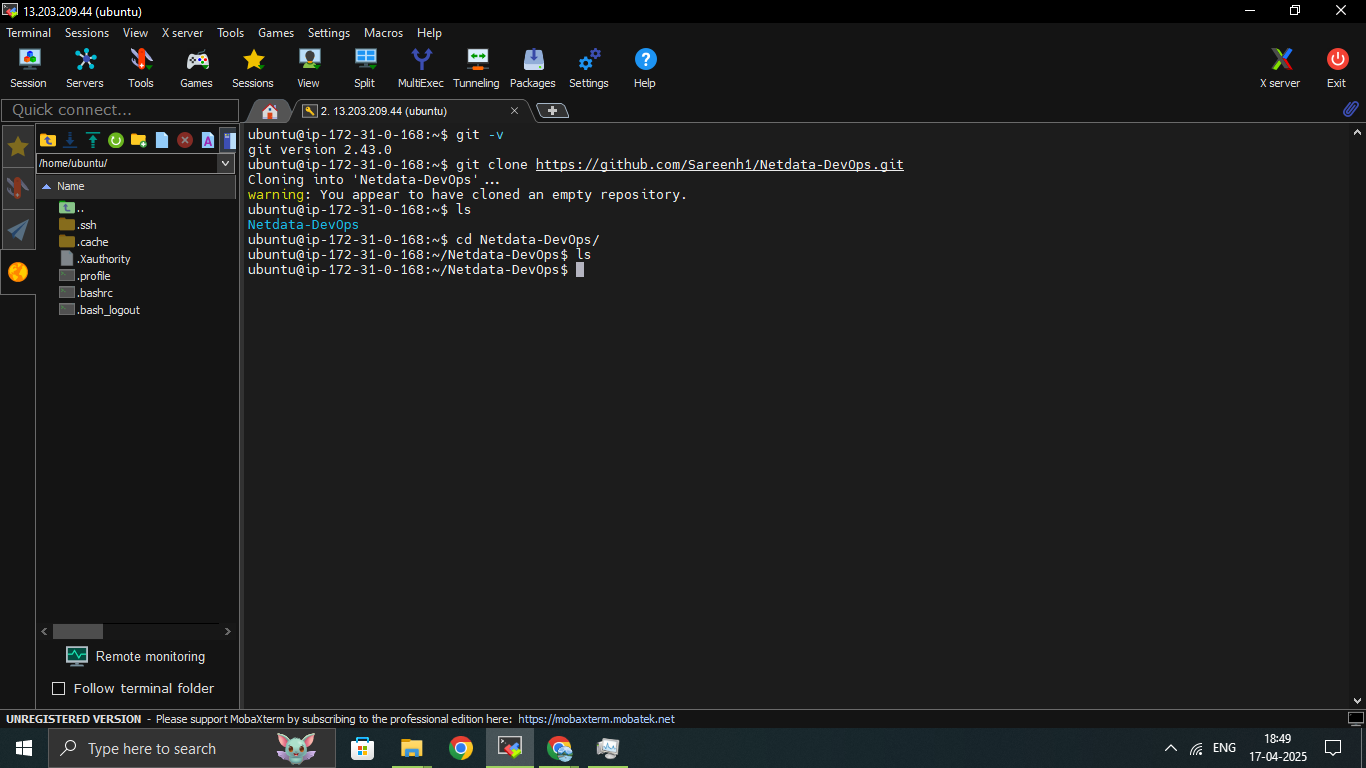 13.203.209.44 (ubuntu)
Terminal Sessions View X server Tools Games Settings Macros Help
Session Servers Tools Games Sessions View Split MultiExec Tunneling Packages Settings Help X server Exit
Quick connect...
2. 13.203.209.44 (ubuntu)
/home/ubuntu/
Name
..
.ssh
.cache
.Xauthority
.profile
.bashrc
.bash_logout
Remote monitoring
Follow terminal folder
ubuntu@ip-172-31-0-168:~$ git -v
git version 2.43.0
ubuntu@ip-172-31-0-168:~$ git clone https://github.com/Sareenh1/Netdata-DevOps.git
Cloning into 'Netdata-DevOps'...
warning: You appear to have cloned an empty repository.
ubuntu@ip-172-31-0-168:~$ ls
Netdata-DevOps
ubuntu@ip-172-31-0-168:~$ cd Netdata-DevOps/
ubuntu@ip-172-31-0-168:~/Netdata-DevOps$ ls
ubuntu@ip-172-31-0-168:~/Netdata-DevOps$
UNREGISTERED VERSION - Please support MobaXterm by subscribing to the professional edition here: https://mobaxterm.mobatek.net
Type here to search
ENG
18:49
17-04-2025